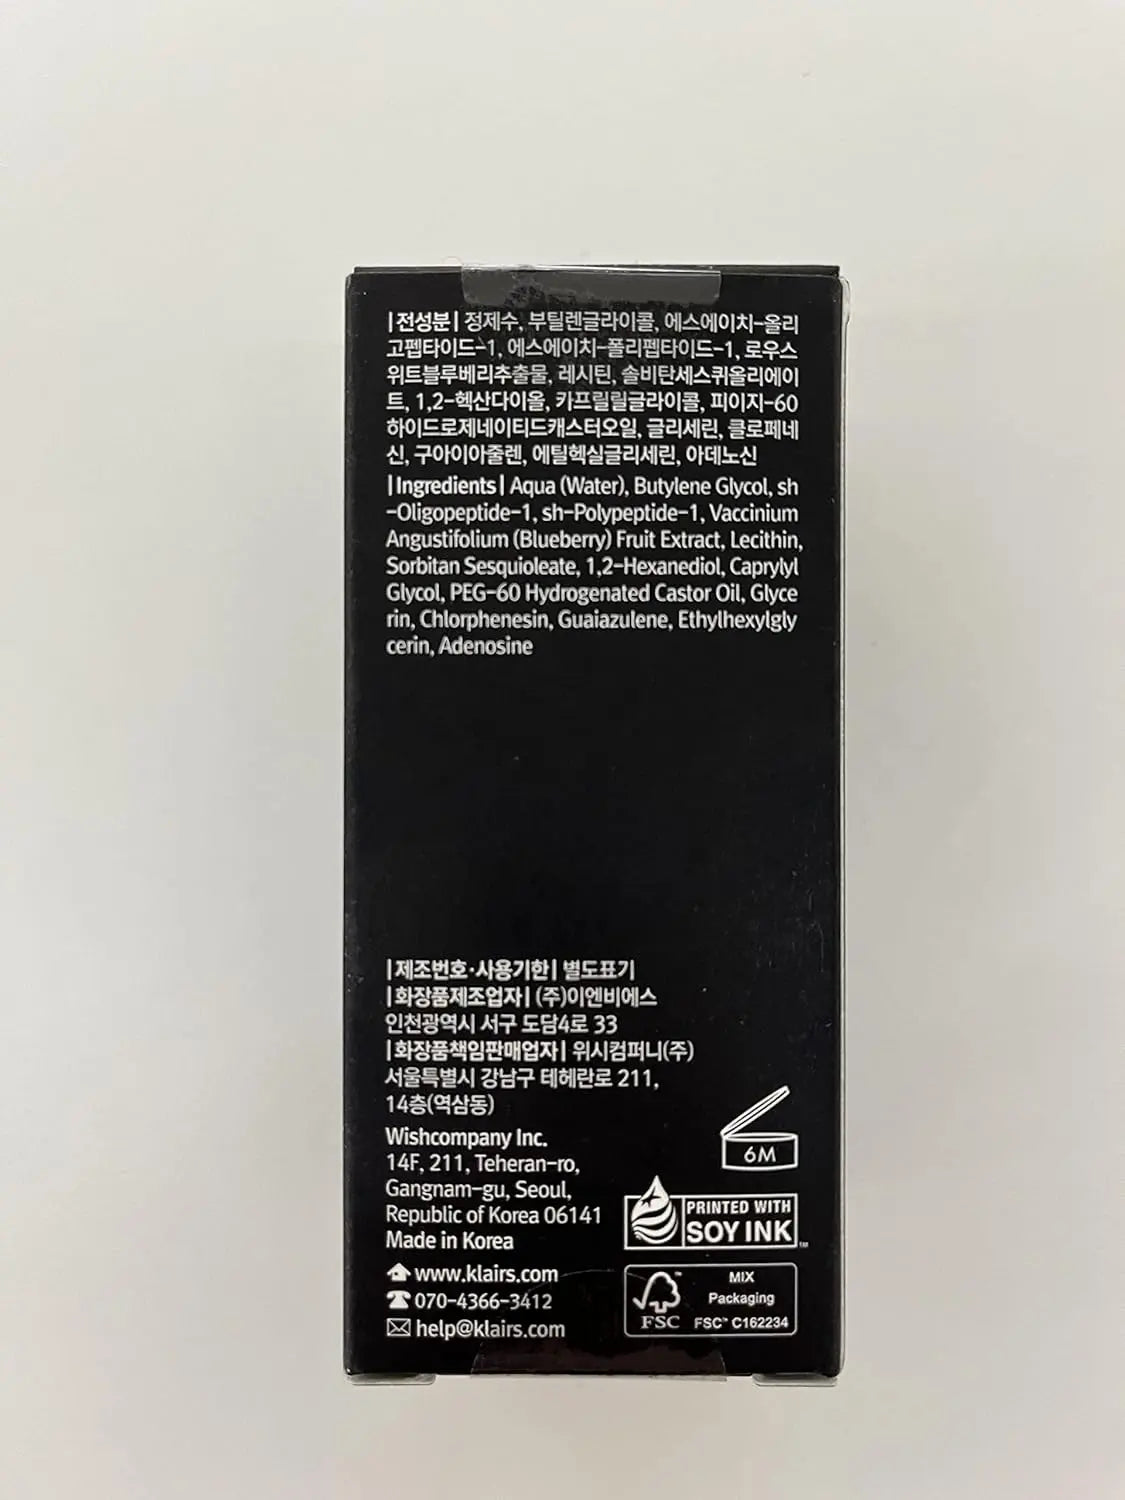 |전성분| 정제수, 부틸렌글라이콜, 에스에이치-올리
고펩타이드-1, 에스에이치-폴리펩타이드-1, 로우스
위트블루베리추출물, 레시틴, 솔비탄세스퀴올리에이
트, 1,2-헥산다이올, 카프릴릴글라이콜, 피이지-60
하이드로제네이티드캐스터오일, 글리세린, 클로페네
신, 구아이아줄렌, 에틸헥실글리세린, 아데노신
|Ingredients| Aqua (Water), Butylene Glycol, sh
-Oligopeptide-1, sh-Polypeptide-1, Vaccinium
Angustifolium (Blueberry) Fruit Extract, Lecithin,
Sorbitan Sesquioleate, 1,2-Hexanediol, Caprylyl
Glycol, PEG-60 Hydrogenated Castor Oil, Glyce
rin, Chlorphenesin, Guaiazulene, Ethylhexylgly
cerin, Adenosine
|제조번호·사용기한| 별도표기
|화장품제조업자| (주)이엔비에스
인천광역시 서구 도담4로 33
|화장품책임판매업자| 위시컴퍼니(주)
서울특별시 강남구 테헤란로 211,
14층(역삼동)
Wishcompany Inc.
14F, 211, Teheran-ro,
Gangnam-gu, Seoul,
Republic of Korea 06141
Made in Korea
www.klairs.com
070-4366-3412
help@klairs.com
6M
PRINTED WITH
SOY INK™
FSC™
MIX
Packaging
FSC™ C162234